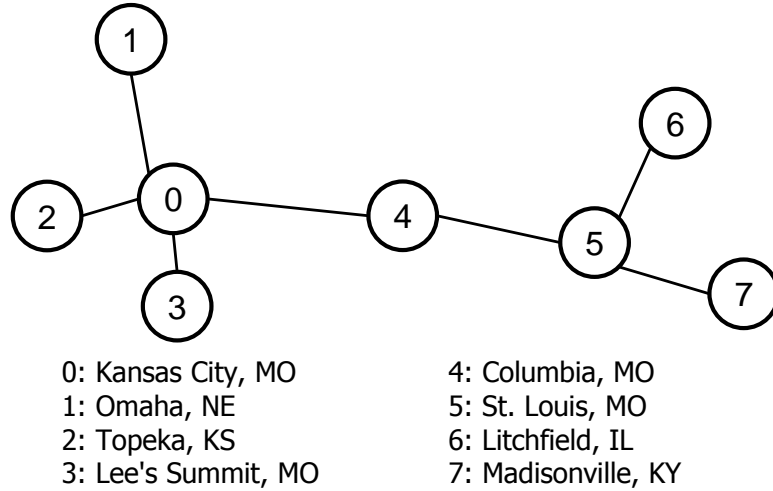 1
6
2
0
4
5
3
7
0: Kansas City, MO
1: Omaha, NE
2: Topeka, KS
3: Lee's Summit, MO
4: Columbia, MO
5: St. Louis, MO
6: Litchfield, IL
7: Madisonville, KY